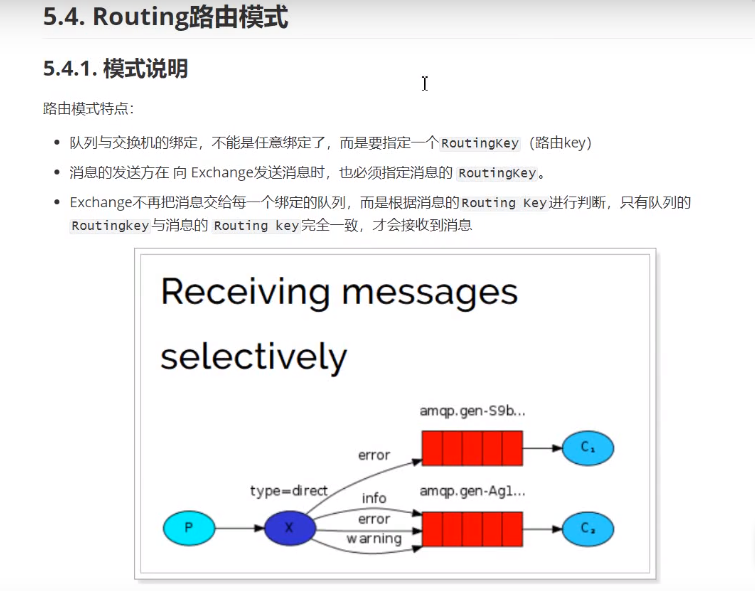 5.4. Routing路由模式
5.4.1. 模式说明
路由模式特点：
队列与交换机的绑定，不能是任意绑定了，而是要指定一个RoutingKey（路由key）
消息的发送方在 向 Exchange发送消息时，也必须指定消息的 RoutingKey。
Exchange不再把消息交给每一个绑定的队列，而是根据消息的Routing Key进行判断，只有队列的
Routingkey与消息的 Routing key完全一致，才会接收到消息
Receiving messages
selectively
amqp.gen-S9b...
error
C₁
type=direct
info
amqp.gen-Ag1...
P
X
error
C₂
warning